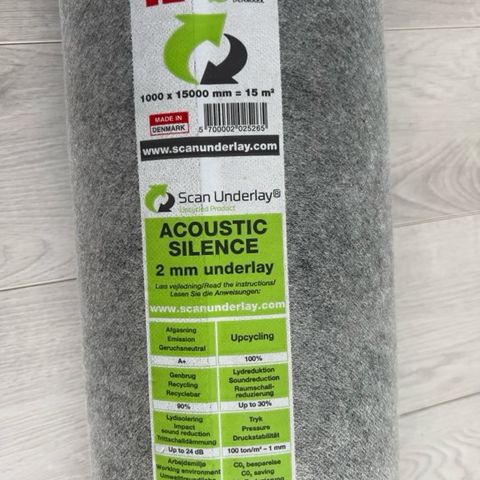 DENMARK
1000 x 15000 mm = 15 m²
MADE IN
DENMARK
5 700002 025265
www.scanunderlay.com
Scan Underlay®
Upcycled Product
ACOUSTIC
SILENCE
2 mm underlay
Læs vejledning/Read the instructions/
Lesen Sie die Anweisungen:
www.scanunderlay.com
Afgasning
Emission
Geruchsneutral
A+
Upcycling
100%
Genbrug
Recycling
Recyclebar
90%
Lydreduktion
Soundreduction
Raumschall-
reduzierung
Up to 30%
Lydisolering
Impact
sound reduction
Trittschalldämmung
Up to 24 dB
Tryk
Pressure
Druckstabilität
100 ton/m² – 1 mm
Arbejdsmiljø
Working environment
Umweltfreundliche
CO₂ besparelse
CO₂ saving